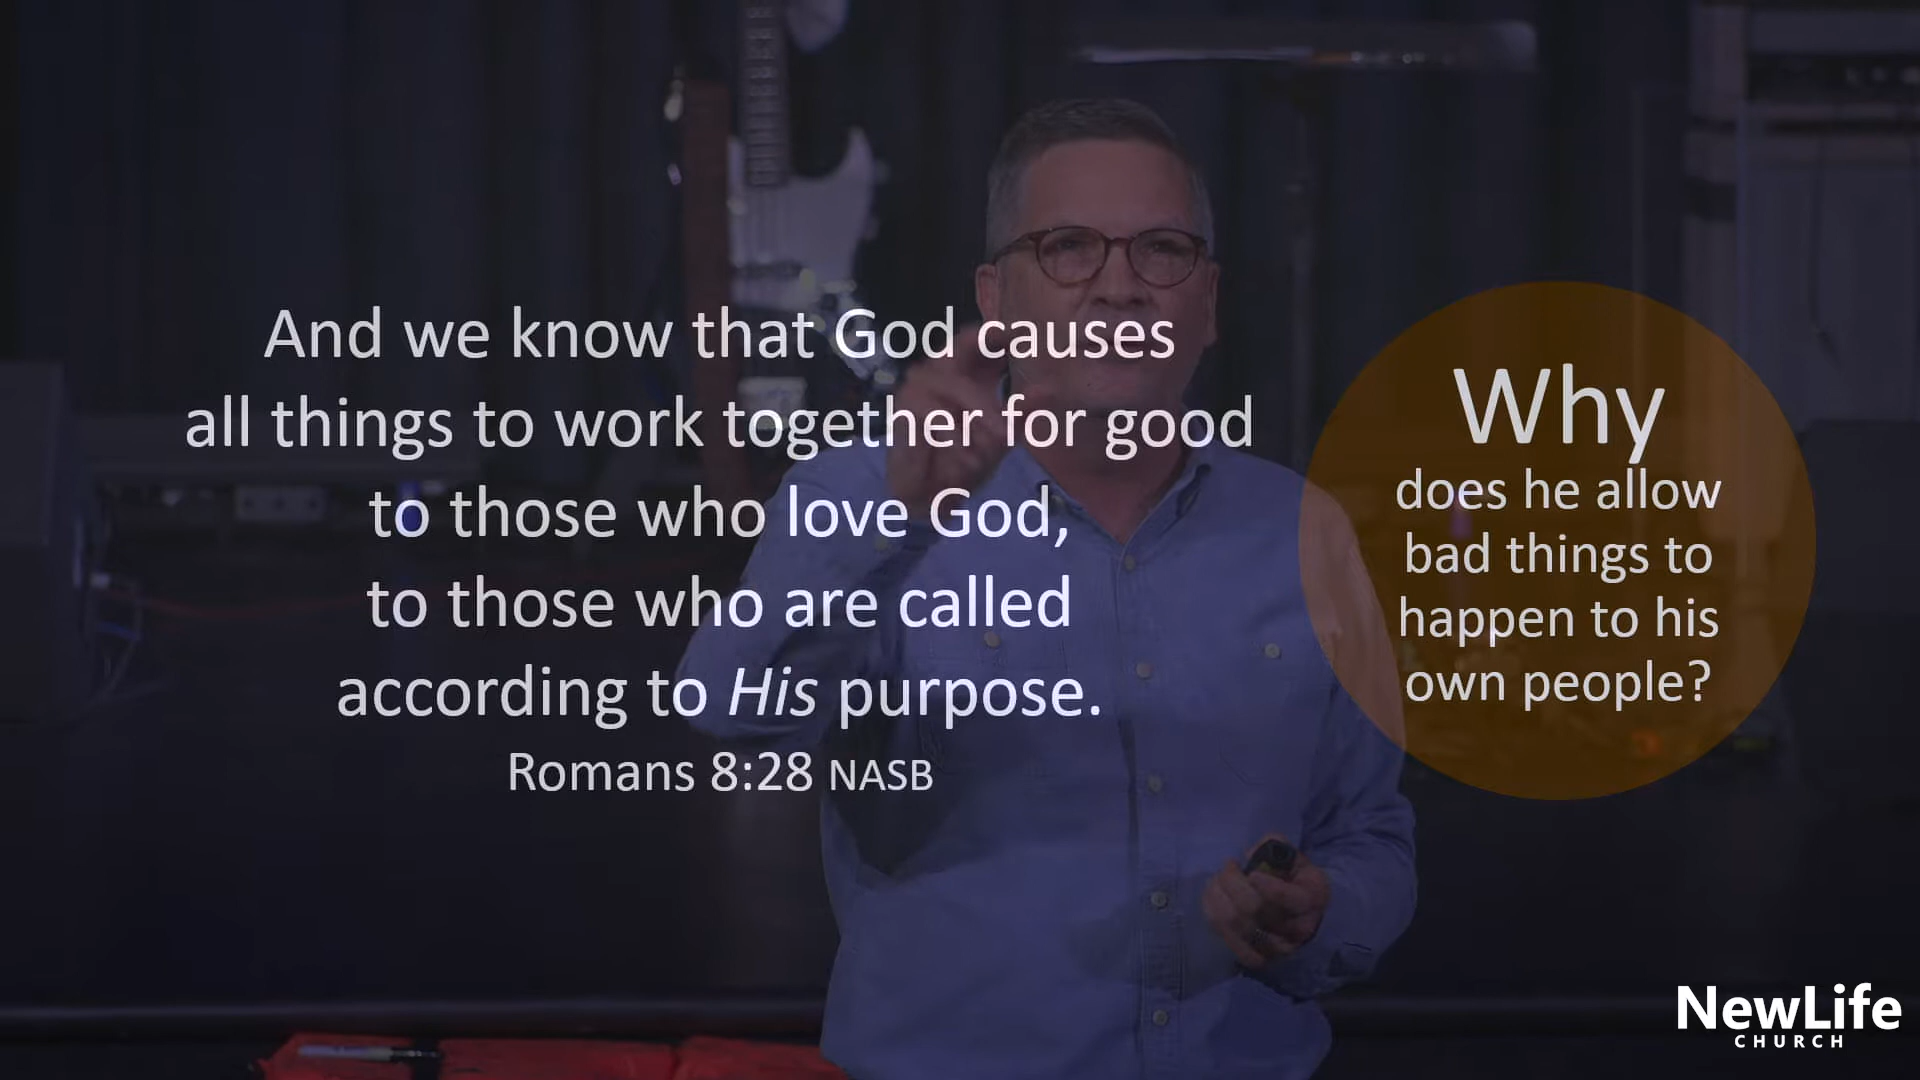 And we know that God causes
all things to work together for good
to those who love God,
to those who are called
according to His purpose.
Romans 8:28 NASB
Why
does he allow
bad things to
happen to his
own people?
NewLife
CHURCH